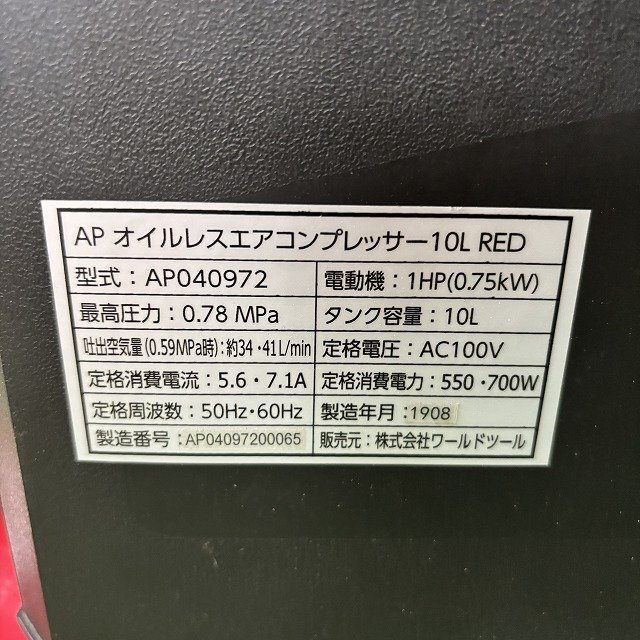 AP オイルレスエアコンプレッサー10L RED
型式：AP040972
電動機：1HP(0.75kW)
最高圧力：0.78 MPa
タンク容量：10L
吐出空気量(0.59MPa時)：約34・41L/min
定格電圧：AC100V
定格消費電流：5.6・7.1A
定格消費電力：550・700W
定格周波数：50Hz・60Hz
製造年月：1908
製造番号：AP04097200065
販売元：株式会社ワールドツール